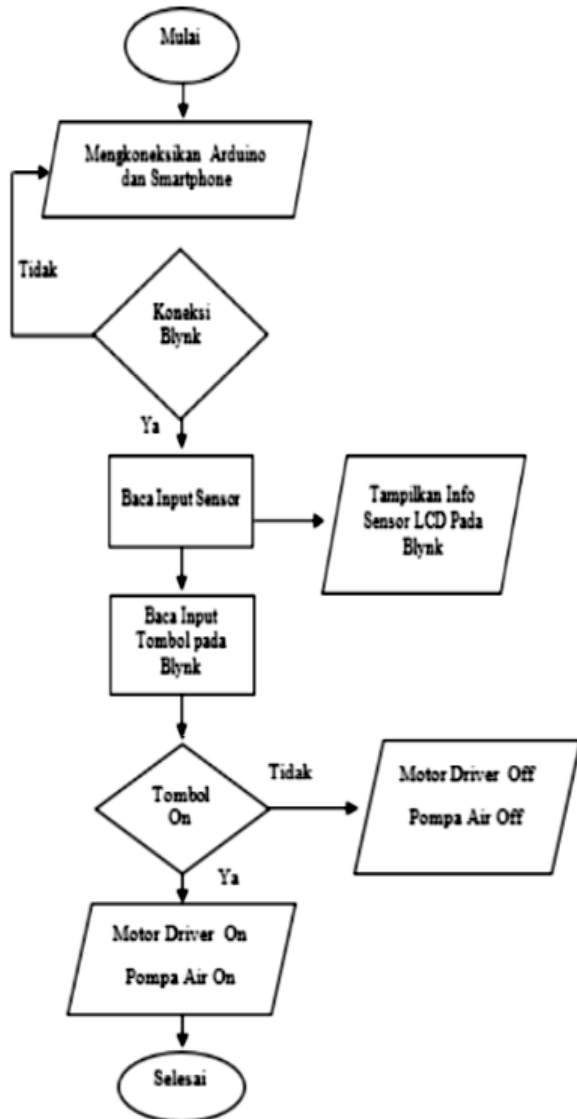 Mulai
Mengkoneksikan Arduino
dan Smartphone
Tidak
Koneksi
Blynk
Ya
Baca Input Sensor
Tampilkan Info
Sensor LCD Pada
Blynk
Baca Input
Tombol pada
Blynk
Tombol
On
Tidak
Motor Driver Off
Pompa Air Off
Ya
Motor Driver On
Pompa Air On
Selesai